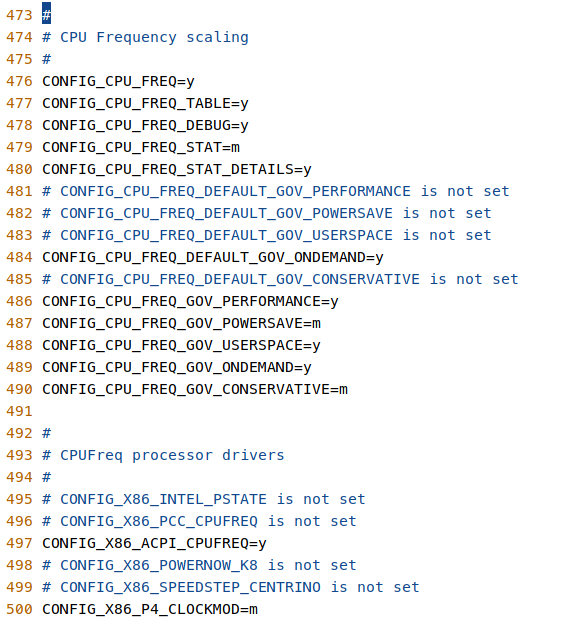 473 #
474 # CPU Frequency scaling
475 #
476 CONFIG_CPU_FREQ=y
477 CONFIG_CPU_FREQ_TABLE=y
478 CONFIG_CPU_FREQ_DEBUG=y
479 CONFIG_CPU_FREQ_STAT=m
480 CONFIG_CPU_FREQ_STAT_DETAILS=y
481 # CONFIG_CPU_FREQ_DEFAULT_GOV_PERFORMANCE is not set
482 # CONFIG_CPU_FREQ_DEFAULT_GOV_POWERSAVE is not set
483 # CONFIG_CPU_FREQ_DEFAULT_GOV_USERSPACE is not set
484 CONFIG_CPU_FREQ_DEFAULT_GOV_ONDEMAND=y
485 # CONFIG_CPU_FREQ_DEFAULT_GOV_CONSERVATIVE is not set
486 CONFIG_CPU_FREQ_GOV_PERFORMANCE=y
487 CONFIG_CPU_FREQ_GOV_POWERSAVE=m
488 CONFIG_CPU_FREQ_GOV_USERSPACE=y
489 CONFIG_CPU_FREQ_GOV_ONDEMAND=y
490 CONFIG_CPU_FREQ_GOV_CONSERVATIVE=m
491
492 #
493 # CPUFreq processor drivers
494 #
495 # CONFIG_X86_INTEL_PSTATE is not set
496 # CONFIG_X86_PCC_CPUFREQ is not set
497 CONFIG_X86_ACPI_CPUFREQ=y
498 # CONFIG_X86_POWERNOW_K8 is not set
499 # CONFIG_X86_SPEEDSTEP_CENTRINO is not set
500 CONFIG_X86_P4_CLOCKMOD=m